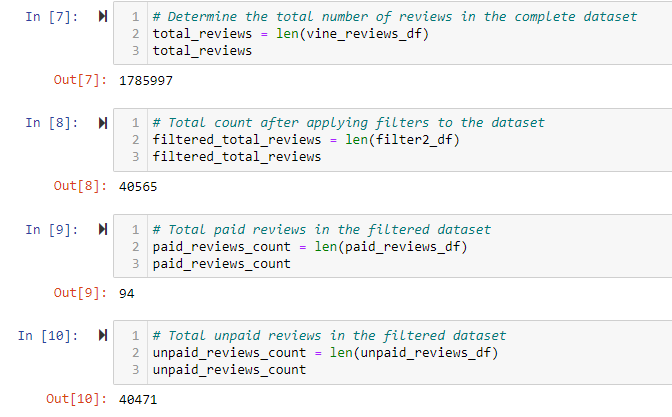 In [7]: 1 # Determine the total number of reviews in the complete dataset
2 total_reviews = len(vine_reviews_df)
3 total_reviews
Out[7]: 1785997
In [8]: 1 # Total count after applying filters to the dataset
2 filtered_total_reviews = len(filter2_df)
3 filtered_total_reviews
Out[8]: 40565
In [9]: 1 # Total paid reviews in the filtered dataset
2 paid_reviews_count = len(paid_reviews_df)
3 paid_reviews_count
Out[9]: 94
In [10]: 1 # Total unpaid reviews in the filtered dataset
2 unpaid_reviews_count = len(unpaid_reviews_df)
3 unpaid_reviews_count
Out[10]: 40471